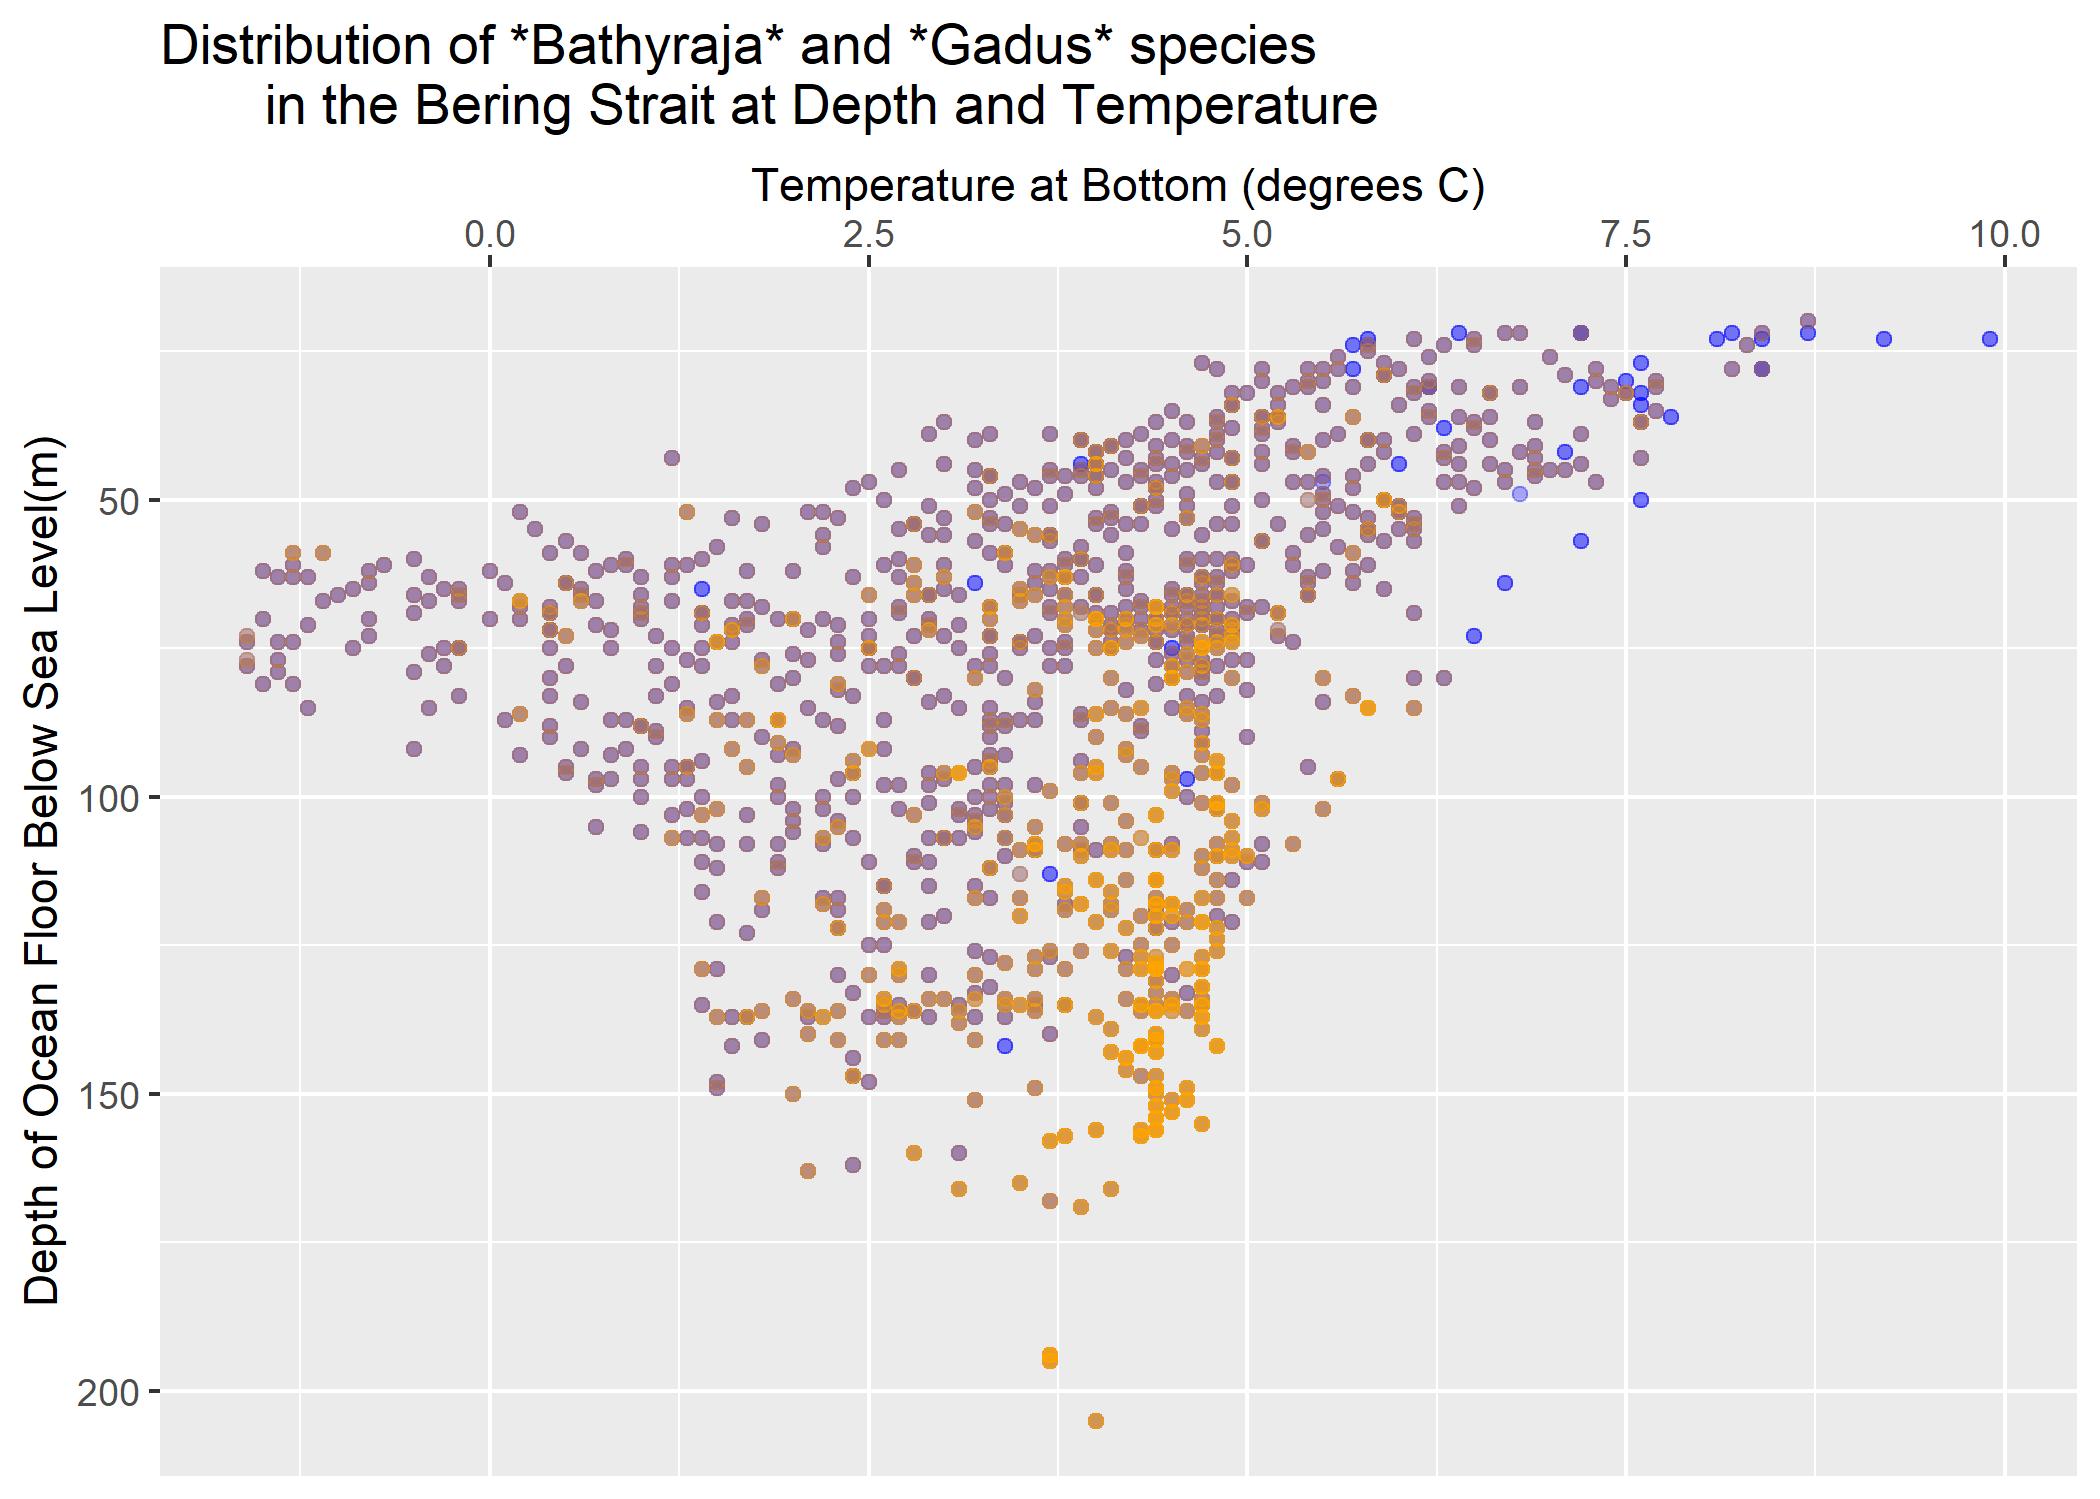 Distribution of *Bathyraja* and *Gadus* species
in the Bering Strait at Depth and Temperature
Temperature at Bottom (degrees C)
0.0 2.5 5.0 7.5 10.0
Depth of Ocean Floor Below Sea Level(m)
50
100
150
200